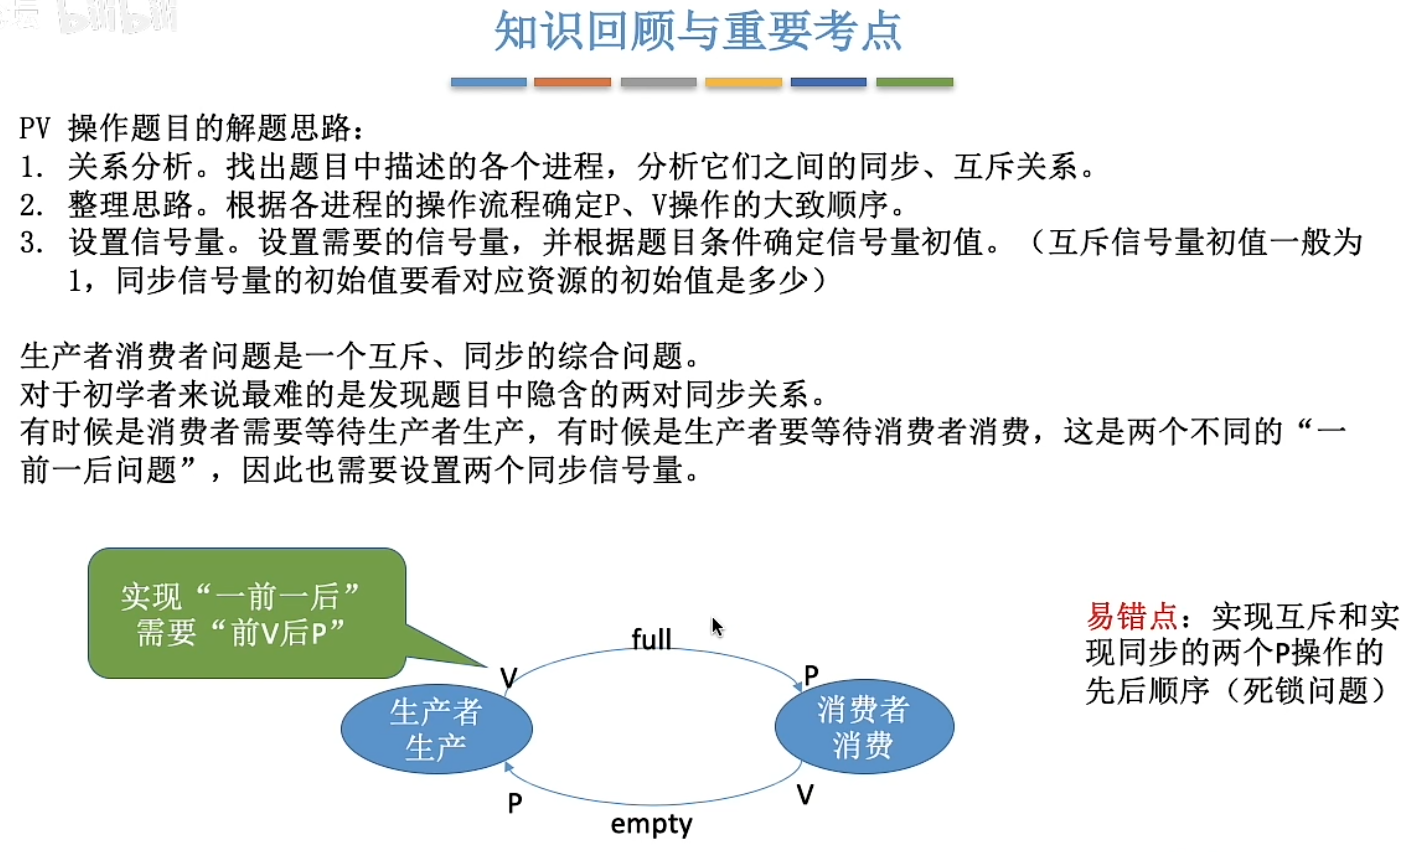 bilibili
知识回顾与重要考点
PV 操作题目的解题思路：
1. 关系分析。找出题目中描述的各个进程，分析它们之间的同步、互斥关系。
2. 整理思路。根据各进程的操作流程确定P、V操作的大致顺序。
3. 设置信号量。设置需要的信号量，并根据题目条件确定信号量初值。（互斥信号量初值一般为
1，同步信号量的初始值要看对应资源的初始值是多少）
生产者消费者问题是一个互斥、同步的综合问题。
对于初学者来说最难的是发现题目中隐含的两对同步关系。
有时候是消费者需要等待生产者生产，有时候是生产者要等待消费者消费，这是两个不同的“一
前一后问题”，因此也需要设置两个同步信号量。
实现“一前一后”
需要“前V后P”
full
V
P
生产者
生产
消费者
消费
P
V
empty
易错点：实现互斥和实
现同步的两个P操作的
先后顺序（死锁问题）